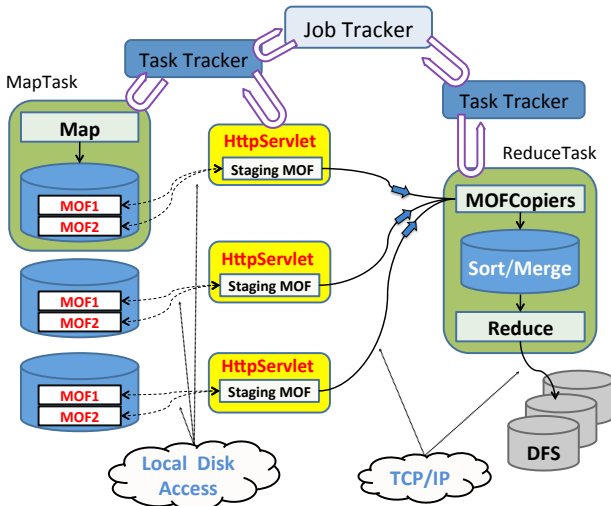 Job Tracker
Task Tracker
MapTask
Task Tracker
Map
HttpServlet
Staging MOF
ReduceTask
MOFCopiers
MOF1
MOF2
HttpServlet
Staging MOF
Sort/Merge
MOF1
MOF2
Reduce
HttpServlet
Staging MOF
MOF1
MOF2
DFS
Local Disk
Access
TCP/IP